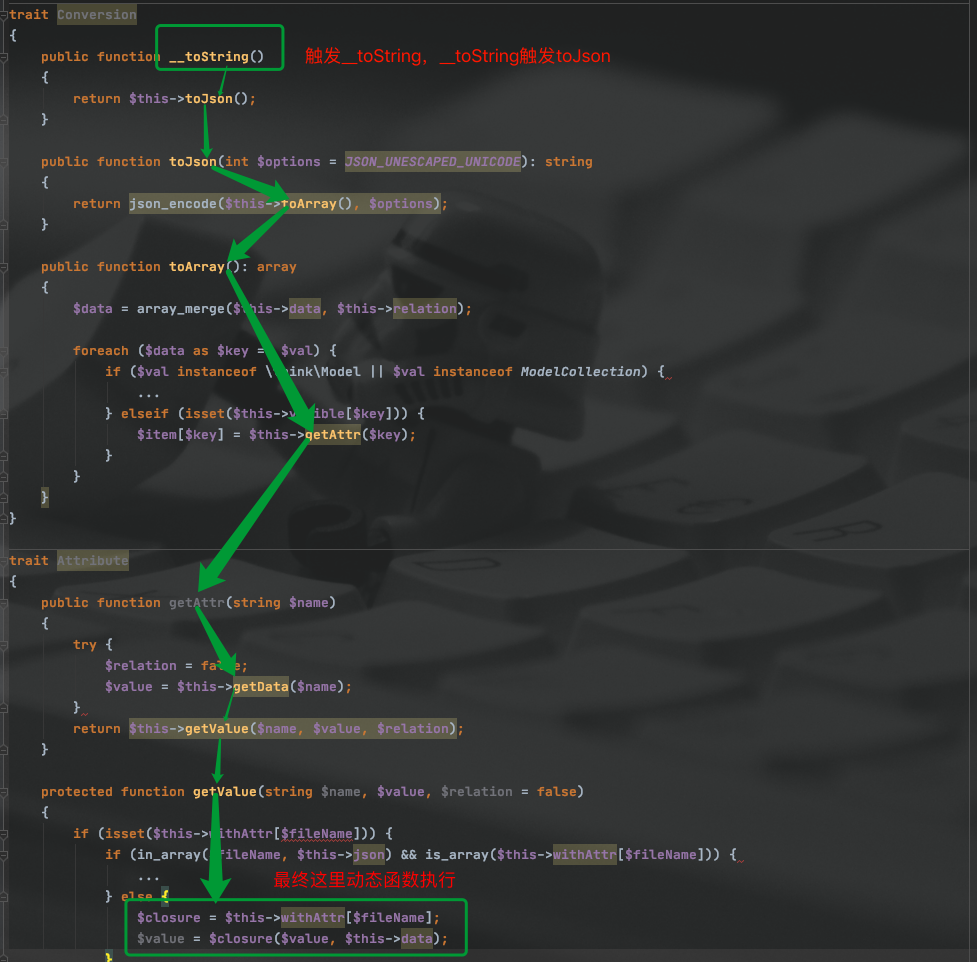 trait Conversion
{
public function __toString() 触发__toString，__toString触发toJson
{
return $this->toJson();
}
public function toJson(int $options = JSON_UNESCAPED_UNICODE): string
{
return json_encode($this->toArray(), $options);
}
public function toArray(): array
{
$data = array_merge($this->data, $this->relation);
foreach ($data as $key = $val) {
if ($val instanceof \ ink\Model || $val instanceof ModelCollection) {
...
} elseif (isset($this-> ible[$key])) {
$item[$key] = $this->getAttr($key);
}
}
}
}
trait Attribute
{
public function getAttr(string $name)
{
try {
$relation = false;
$value = $this->getData($name);
}
return $this->getValue($name, $value, $relation);
}
protected function getValue(string $name, $value, $relation = false)
{
if (isset($this->withAttr[$fileName])) {
if (in_array( fileName, $this->json) && is_array($this->withAttr[$fileName])) {
...
最终这里动态函数执行
} else {
$closure = $this->withAttr[$fileName];
$value = $closure($value, $this->data);
}